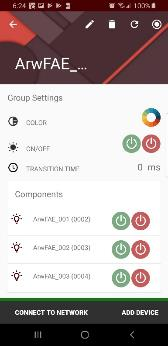 6:24
100%
ArwFAE_...
Group Settings
COLOR
ON/OFF
TRANSITION TIME 0 ms
Components
ArwFAE_001 (0002)
ArwFAE_002 (0003)
ArwFAE_003 (0004)
CONNECT TO NETWORK ADD DEVICE